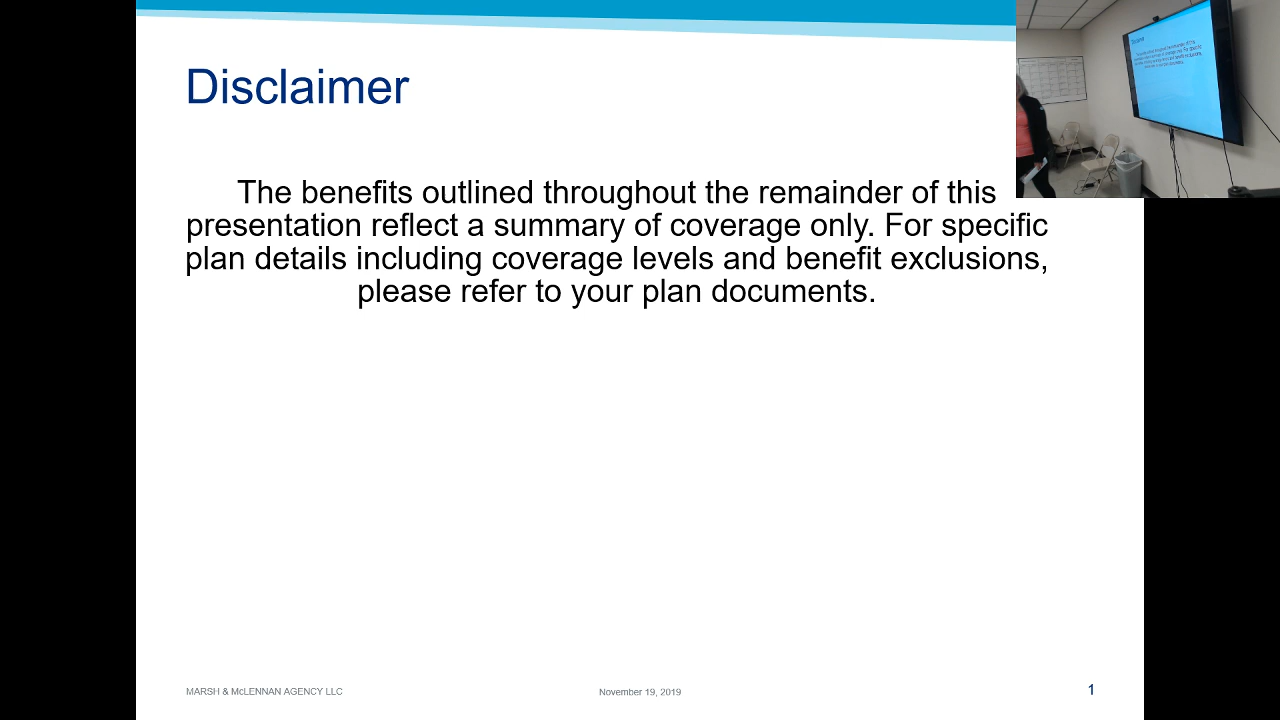 Disclaimer
The benefits outlined throughout the remainder of this
presentation reflect a summary of coverage only. For specific
plan details including coverage levels and benefit exclusions,
please refer to your plan documents.
MARSH & McLENNAN AGENCY LLC
November 19, 2019
1